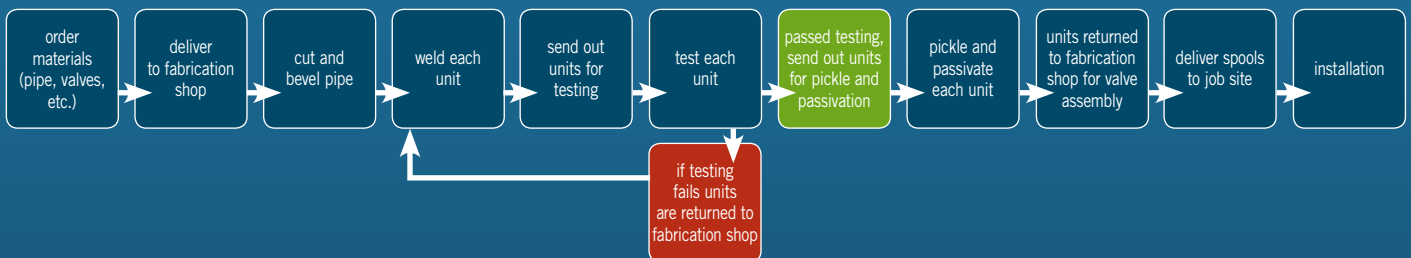 order
materials
(pipe, valves,
etc.)
deliver
to fabrication
shop
cut and
bevel pipe
weld each
unit
send out
units for
testing
test each
unit
passed testing,
send out units
for pickle and
passivation
pickle and
passivate
each unit
units returned
to fabrication
shop for valve
assembly
deliver spools
to job site
installation
if testing
fails units
are returned to
fabrication shop